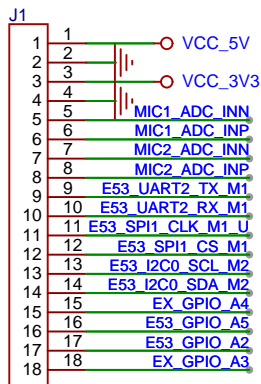 J1
1 1 VCC_5V
2 2
3 3 VCC_3V3
4 4
5 5 MIC1_ADC_INN
6 6 MIC1_ADC_INP
7 7 MIC2_ADC_INN
8 8 MIC2_ADC_INP
9 9 E53_UART2_TX_M1
10 10 E53_UART2_RX_M1
11 11 E53_SPI1_CLK_M1_U
12 12 E53_SPI1_CS_M1
13 13 E53_I2C0_SCL_M2
14 14 E53_I2C0_SDA_M2
15 15 EX_GPIO_A4
16 16 E53_GPIO_A5
17 17 E53_GPIO_A2
18 18 EX_GPIO_A3